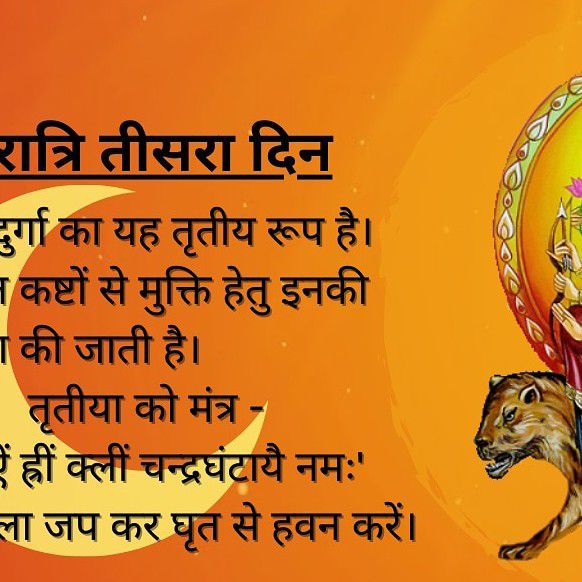 रात्रि तीसरा दिन
दुर्गा का यह तृतीय रूप है।
कष्टों से मुक्ति हेतु इनकी
की जाती है।
तृतीया को मंत्र -
ऐं ह्रीं क्लीं चन्द्रघंटायै नमः'
ला जप कर घृत से हवन करें।